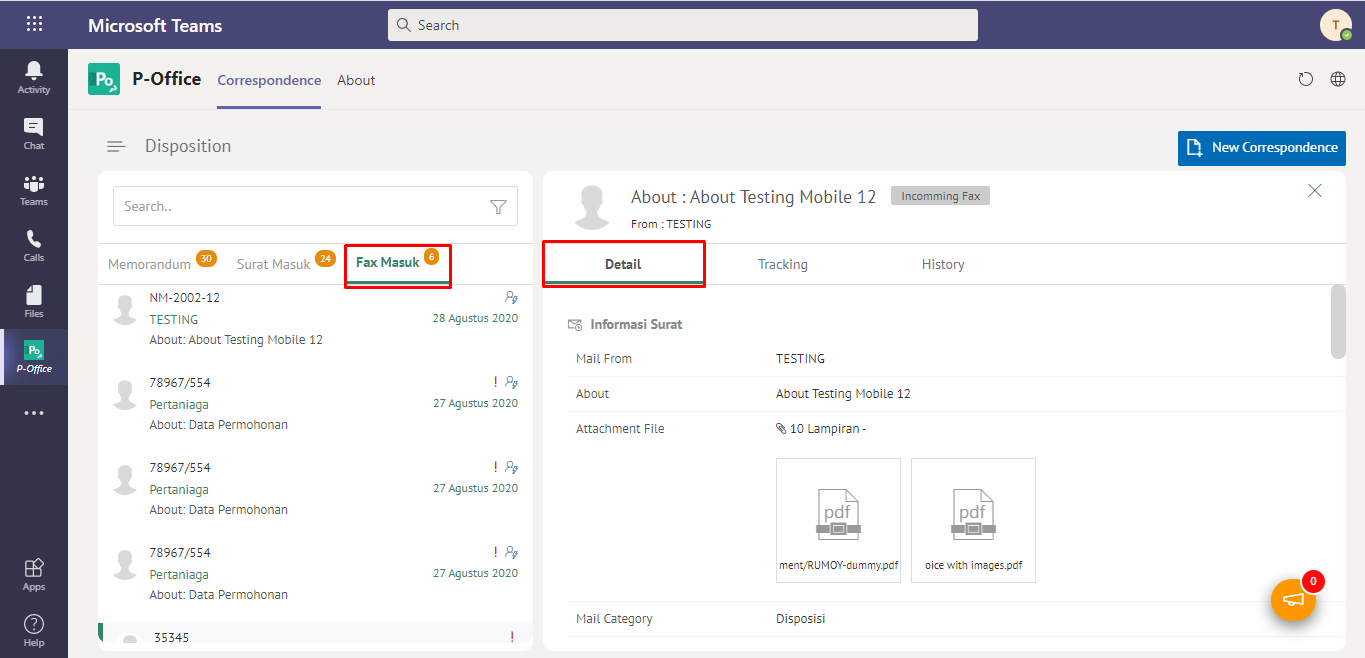 Microsoft Teams
Search
T
Activity
Chat
Teams
Calls
Files
Po
P-Office
Apps
Help
Po
P-Office
Correspondence
About
Disposition
New Correspondence
Search..
Memorandum 30
Surat Masuk 24
Fax Masuk 6
NM-2002-12
TESTING
28 Agustus 2020
About: About Testing Mobile 12
78967/554
!
Pertaniaga
27 Agustus 2020
About: Data Permohonan
78967/554
!
Pertaniaga
27 Agustus 2020
About: Data Permohonan
78967/554
!
Pertaniaga
27 Agustus 2020
About: Data Permohonan
35345
!
About : About Testing Mobile 12
Incomming Fax
From : TESTING
Detail
Tracking
History
Informasi Surat
Mail From
TESTING
About
About Testing Mobile 12
Attachment File
10 Lampiran -
pdf
ment/RUMOY-dummy.pdf
pdf
oice with images.pdf
Mail Category
Disposisi
0